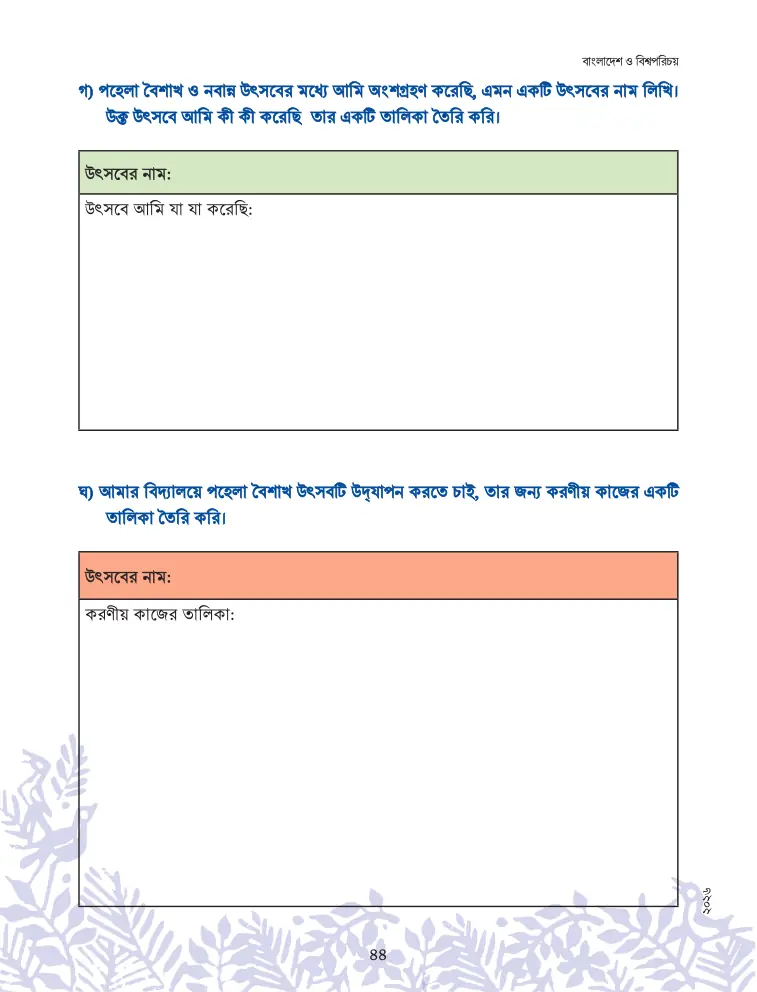 বাংলাদেশ ও বিশ্বপরিচয়
গ) পহেলা বৈশাখ ও নবান্ন উৎসবের মধ্যে আমি অংশগ্রহণ করেছি, এমন একটি উৎসবের নাম লিখি।
উক্ত উৎসবে আমি কী কী করেছি তার একটি তালিকা তৈরি করি।
উৎসবের নাম:
উৎসবে আমি যা যা করেছি:
ঘ) আমার বিদ্যালয়ে পহেলা বৈশাখ উৎসবটি উদ্‌যাপন করতে চাই, তার জন্য করণীয় কাজের একটি
তালিকা তৈরি করি।
উৎসবের নাম:
করণীয় কাজের তালিকা:
২০২৬
৪৪